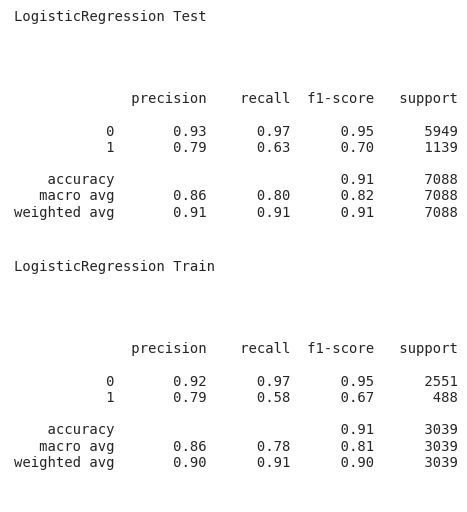 LogisticRegression Test
precision recall f1-score support
0 0.93 0.97 0.95 5949
1 0.79 0.63 0.70 1139
accuracy 0.91 7088
macro avg 0.86 0.80 0.82 7088
weighted avg 0.91 0.91 0.91 7088
LogisticRegression Train
precision recall f1-score support
0 0.92 0.97 0.95 2551
1 0.79 0.58 0.67 488
accuracy 0.91 3039
macro avg 0.86 0.78 0.81 3039
weighted avg 0.90 0.91 0.90 3039